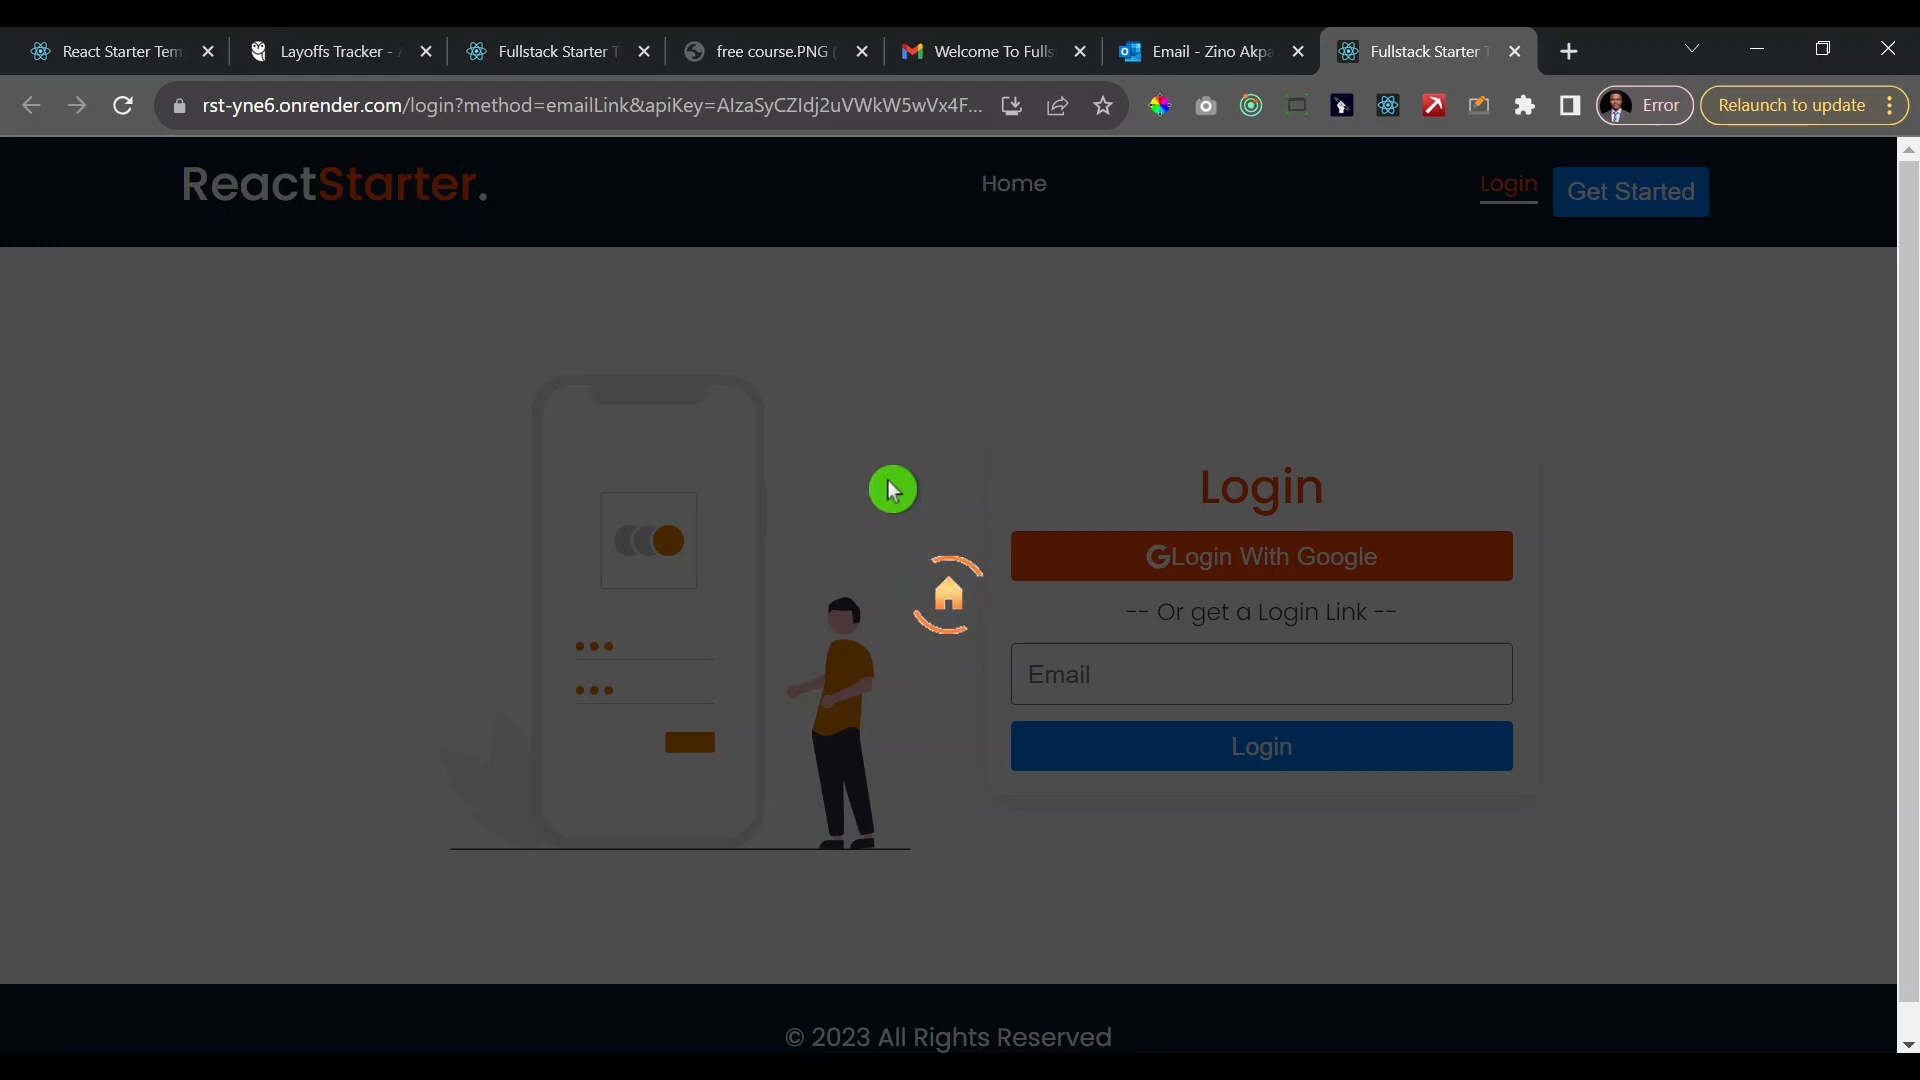 React Starter Tem
Layoffs Tracker -
Fullstack Starter T
free course.PNG (
Welcome To Fulls
Email - Zino Akpa
Fullstack Starter T
rst-yne6.onrender.com/login?method=emailLink&apiKey=AIzaSyCZIdj2uVWkW5wVx4F...
Error
Relaunch to update
ReactStarter.
Home
Login
Get Started
Login
Login With Google
-- Or get a Login Link --
Email
Login
© 2023 All Rights Reserved